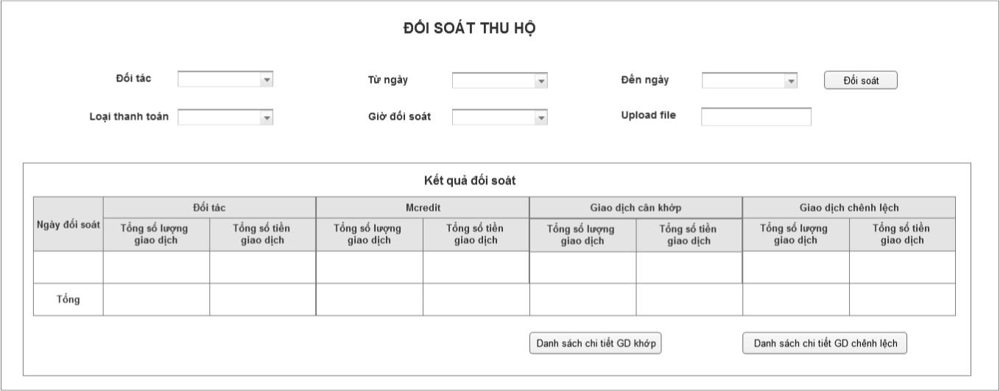 ĐỐI SOÁT THU HỘ
Đối tác
Từ ngày
Đến ngày
Đối soát
Loại thanh toán
Giờ đối soát
Upload file
Kết quả đối soát
Ngày đối soát
Đối tác
Mcredit
Giao dịch cân khớp
Giao dịch chênh lệch
Tổng số lượng
giao dịch
Tổng số tiền
giao dịch
Tổng số lượng
giao dịch
Tổng số tiền
giao dịch
Tổng số lượng
giao dịch
Tổng số tiền
giao dịch
Tổng số lượng
giao dịch
Tổng số tiền
giao dịch
Tổng
Danh sách chi tiết GD khớp
Danh sách chi tiết GD chênh lệch